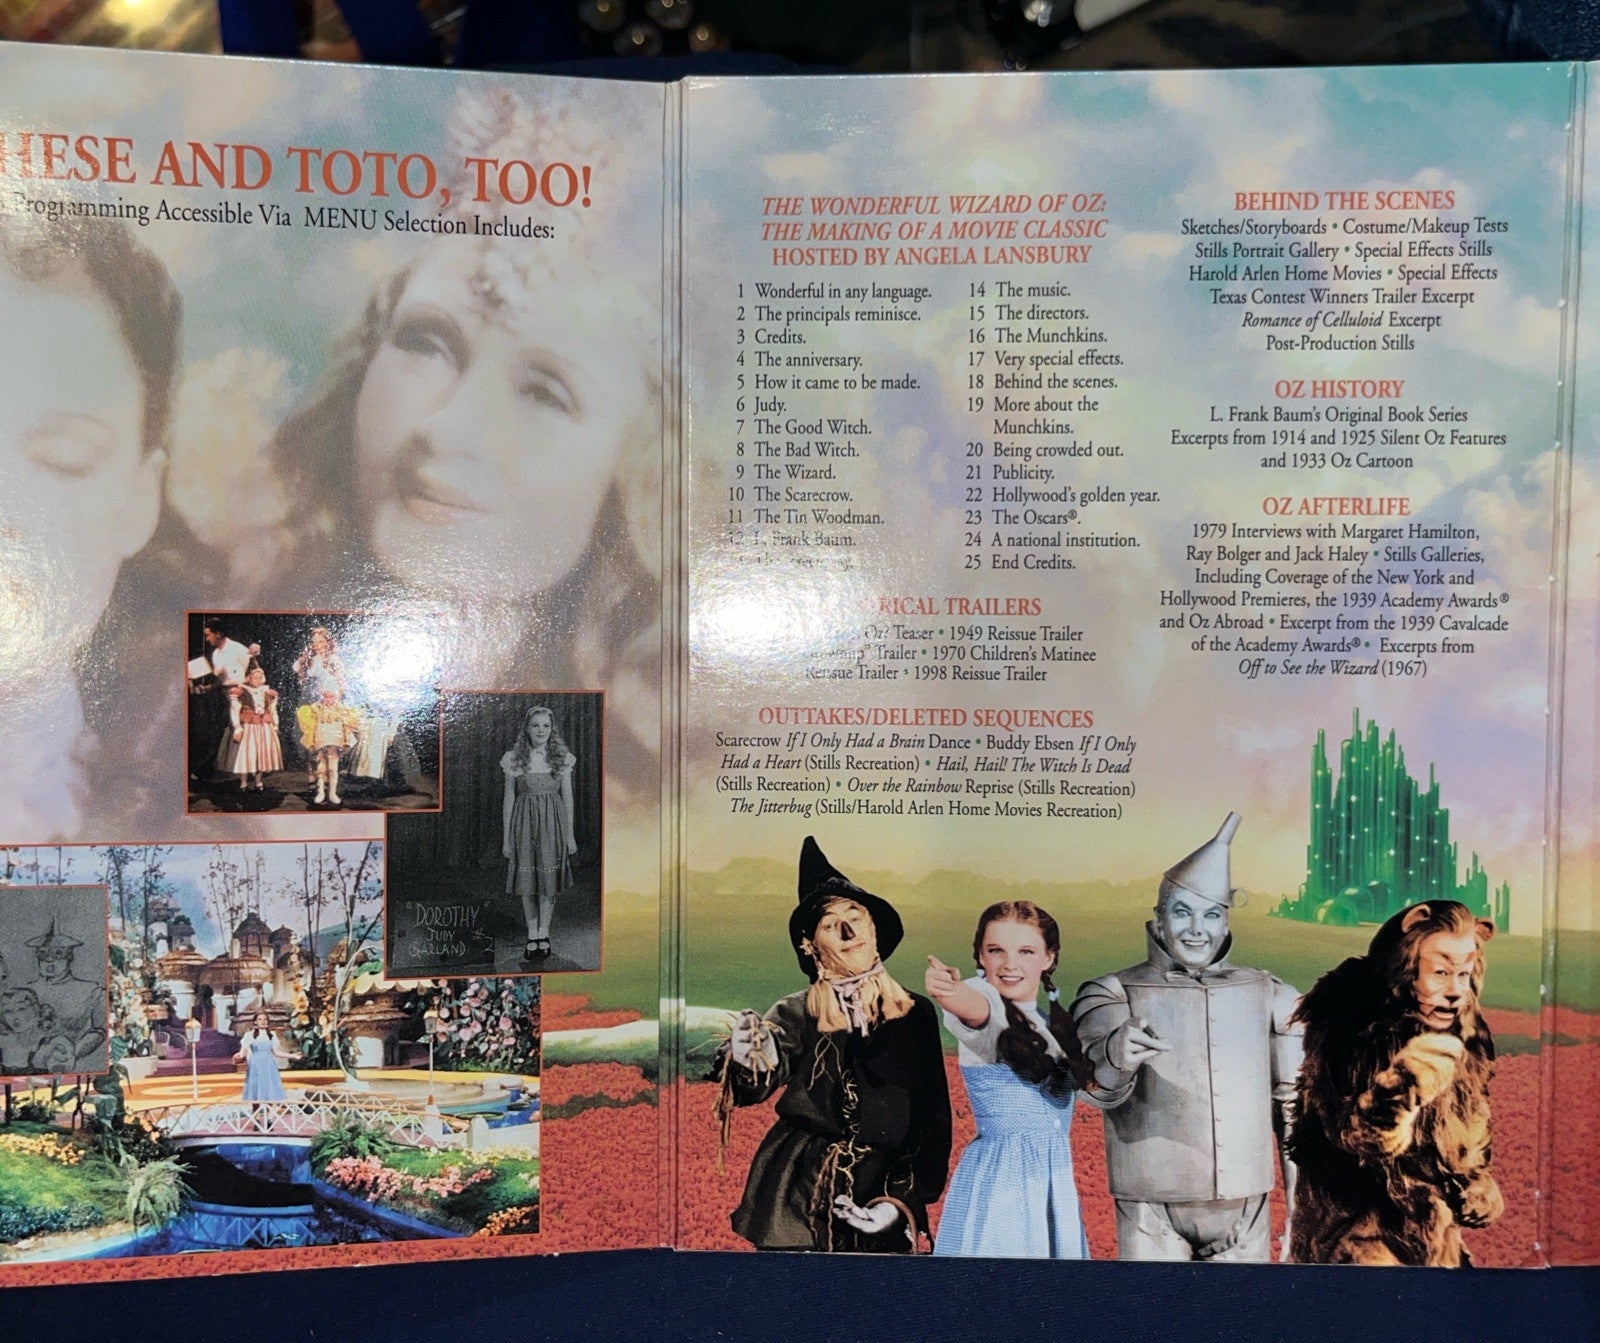 HESE AND TOTO, TOO!
Programming Accessible Via MENU Selection Includes:
"DOROTHY"
JUDY
GARLAND
#2
THE WONDERFUL WIZARD OF OZ:
THE MAKING OF A MOVIE CLASSIC
HOSTED BY ANGELA LANSBURY
1 Wonderful in any language.
2 The principals reminisce.
3 Credits.
4 The anniversary.
5 How it came to be made.
6 Judy.
7 The Good Witch.
8 The Bad Witch.
9 The Wizard.
10 The Scarecrow.
11 The Tin Woodman.
12 L. Frank Baum.
14 The music.
15 The directors.
16 The Munchkins.
17 Very special effects.
18 Behind the scenes.
19 More about the
Munchkins.
20 Being crowded out.
21 Publicity.
22 Hollywood's golden year.
23 The Oscars®.
24 A national institution.
25 End Credits.
RICAL TRAILERS
Oz? Teaser • 1949 Reissue Trailer
Trailer • 1970 Children's Matinee
Reissue Trailer • 1998 Reissue Trailer
OUTTAKES/DELETED SEQUENCES
Scarecrow If I Only Had a Brain Dance • Buddy Ebsen If I Only
Had a Heart (Stills Recreation) • Hail, Hail! The Witch Is Dead
(Stills Recreation) • Over the Rainbow Reprise (Stills Recreation)
The Jitterbug (Stills/Harold Arlen Home Movies Recreation)
BEHIND THE SCENES
Sketches/Storyboards • Costume/Makeup Tests
Stills Portrait Gallery • Special Effects Stills
Harold Arlen Home Movies • Special Effects
Texas Contest Winners Trailer Excerpt
Romance of Celluloid Excerpt
Post-Production Stills
OZ HISTORY
L. Frank Baum's Original Book Series
Excerpts from 1914 and 1925 Silent Oz Features
and 1933 Oz Cartoon
OZ AFTERLIFE
1979 Interviews with Margaret Hamilton,
Ray Bolger and Jack Haley • Stills Galleries,
Including Coverage of the New York and
Hollywood Premieres, the 1939 Academy Awards®
and Oz Abroad • Excerpt from the 1939 Cavalcade
of the Academy Awards® • Excerpts from
Off to See the Wizard (1967)